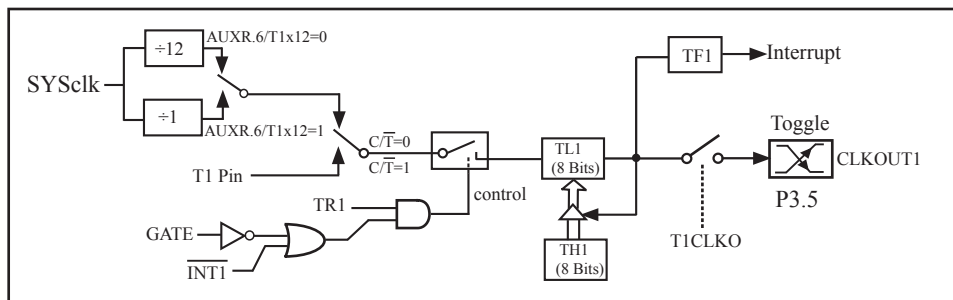 ÷12
AUXR.6/T1x12=0
SYSclk
÷1
AUXR.6/T1x12=1
T1 Pin
C/T̅=0
C/T̅=1
TR1
GATE
I̅N̅T̅1̅
control
TL1
(8 Bits)
TH1
(8 Bits)
TF1
Interrupt
Toggle
CLKOUT1
P3.5
T1CLKO